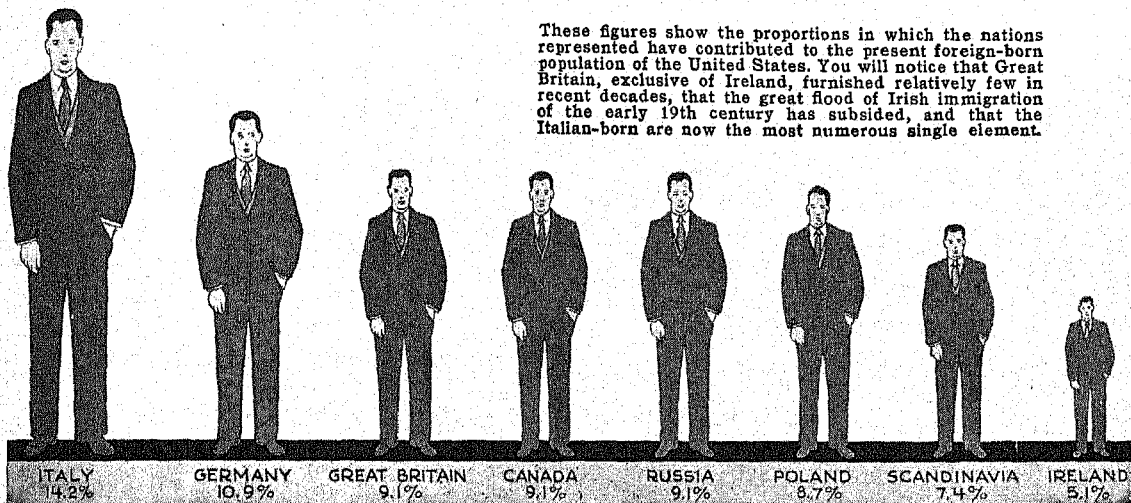 These figures show the proportions in which the nations
represented have contributed to the present foreign-born
population of the United States. You will notice that Great
Britain, exclusive of Ireland, furnished relatively few in
recent decades, that the great flood of Irish immigration
of the early 19th century has subsided, and that the
Italian-born are now the most numerous single element.
ITALY GERMANY GREAT BRITAIN CANADA RUSSIA POLAND SCANDINAVIA IRELAND
14.2% 10.9% 9.1% 9.1% 9.1% 8.7% 7.4% 5.1%